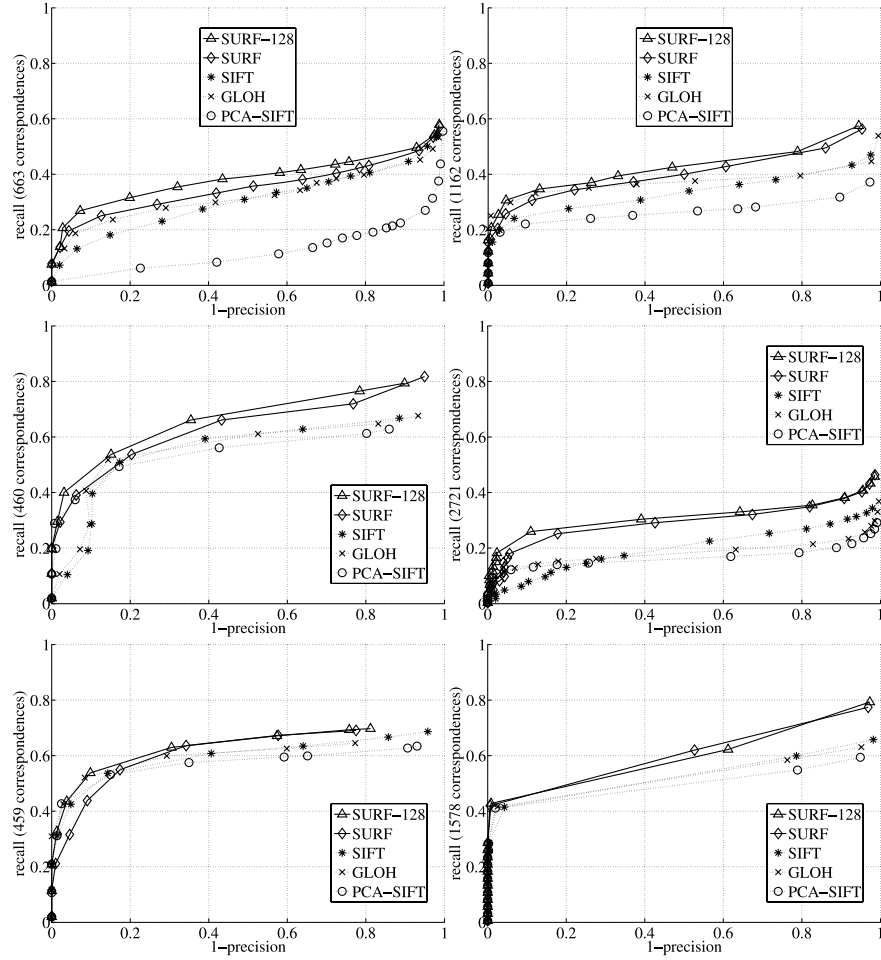 1
0.8
0.6
0.4
0.2
0
0 0.2 0.4 0.6 0.8 1
1−precision
recall (663 correspondences)
SURF−128
SURF
SIFT
GLOH
PCA−SIFT
1
0.8
0.6
0.4
0.2
0
0 0.2 0.4 0.6 0.8 1
1−precision
recall (1162 correspondences)
SURF−128
SURF
SIFT
GLOH
PCA−SIFT
1
0.8
0.6
0.4
0.2
0
0 0.2 0.4 0.6 0.8 1
1−precision
recall (460 correspondences)
SURF−128
SURF
SIFT
GLOH
PCA−SIFT
1
0.8
0.6
0.4
0.2
0
0 0.2 0.4 0.6 0.8 1
1−precision
recall (2721 correspondences)
SURF−128
SURF
SIFT
GLOH
PCA−SIFT
1
0.8
0.6
0.4
0.2
0
0 0.2 0.4 0.6 0.8 1
1−precision
recall (459 correspondences)
SURF−128
SURF
SIFT
GLOH
PCA−SIFT
1
0.8
0.6
0.4
0.2
0
0 0.2 0.4 0.6 0.8 1
1−precision
recall (1578 correspondences)
SURF−128
SURF
SIFT
GLOH
PCA−SIFT